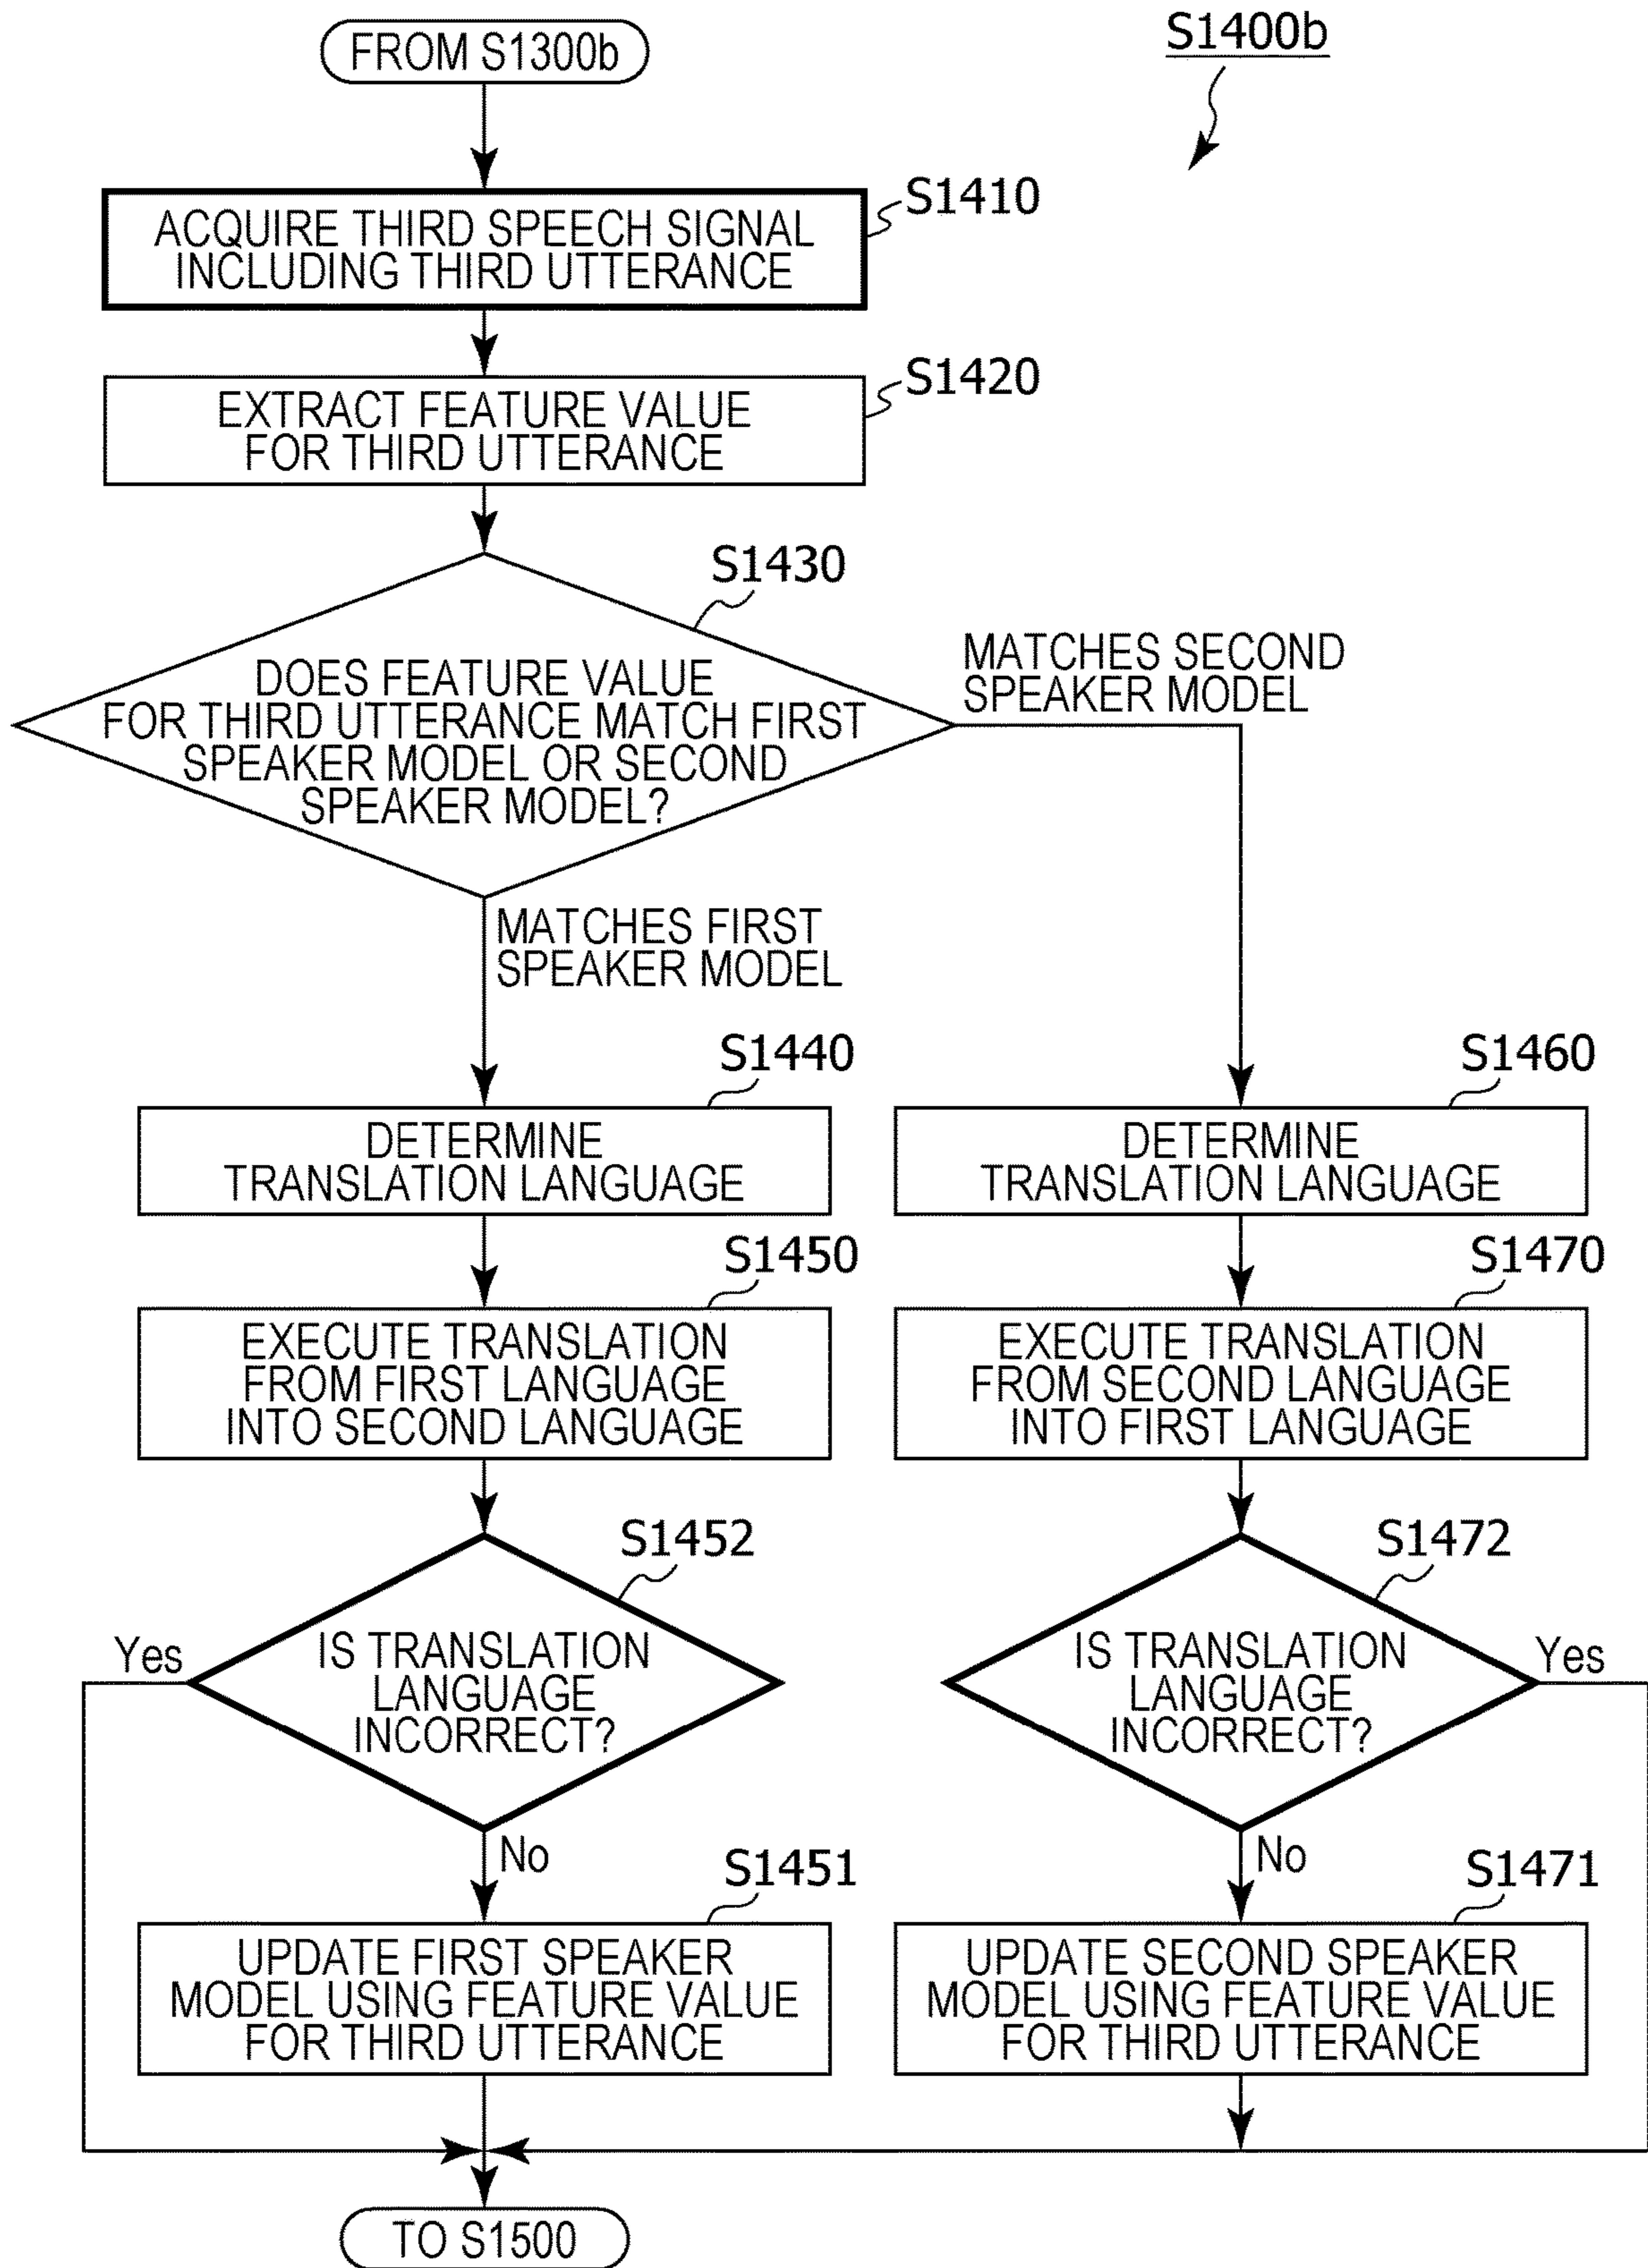 FROM S1300b
S1400b
S1410
ACQUIRE THIRD SPEECH SIGNAL
INCLUDING THIRD UTTERANCE
S1420
EXTRACT FEATURE VALUE
FOR THIRD UTTERANCE
S1430
DOES FEATURE VALUE
FOR THIRD UTTERANCE MATCH FIRST
SPEAKER MODEL OR SECOND
SPEAKER MODEL?
MATCHES SECOND
SPEAKER MODEL
MATCHES FIRST
SPEAKER MODEL
S1440
DETERMINE
TRANSLATION LANGUAGE
S1460
DETERMINE
TRANSLATION LANGUAGE
S1450
EXECUTE TRANSLATION
FROM FIRST LANGUAGE
INTO SECOND LANGUAGE
S1470
EXECUTE TRANSLATION
FROM SECOND LANGUAGE
INTO FIRST LANGUAGE
S1452
Yes
IS TRANSLATION
LANGUAGE
INCORRECT?
No
S1472
IS TRANSLATION
LANGUAGE
INCORRECT?
Yes
No
S1451
UPDATE FIRST SPEAKER
MODEL USING FEATURE VALUE
FOR THIRD UTTERANCE
S1471
UPDATE SECOND SPEAKER
MODEL USING FEATURE VALUE
FOR THIRD UTTERANCE
TO S1500